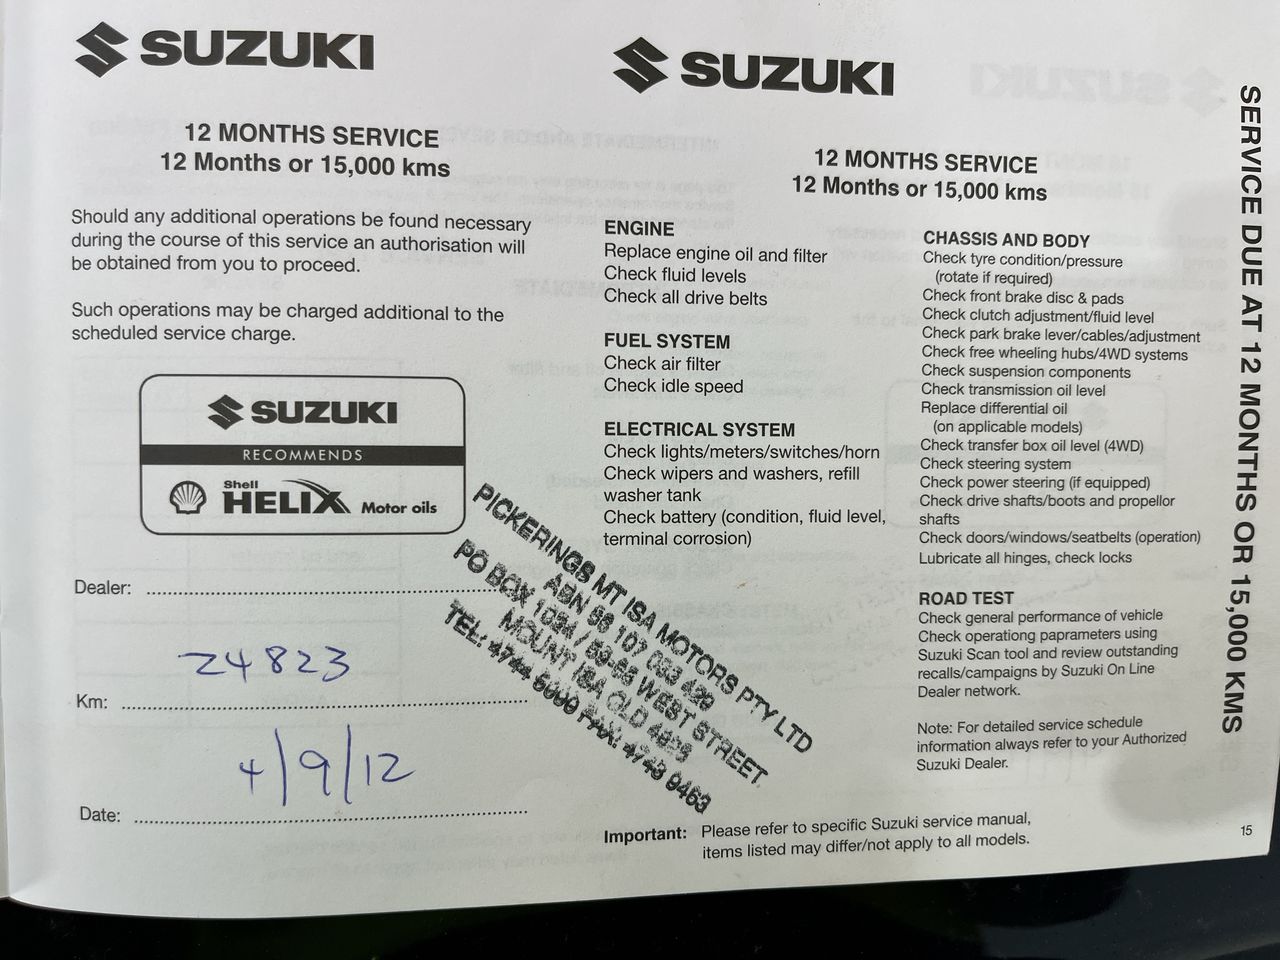 SUZUKI
12 MONTHS SERVICE
12 Months or 15,000 kms
Should any additional operations be found necessary
during the course of this service an authorisation will
be obtained from you to proceed.
Such operations may be charged additional to the
scheduled service charge.
SUZUKI
RECOMMENDS
Shell
HELIX Motor oils
Dealer:
24823
Km:
4/9/12
Date:
PICKERINGS MT ISA MOTORS PTY LTD
ABN 107
PO BOX 1054 / WEST STREET.
MOUNT ISA QLD 4825
TEL: 4744 5000 FAX: 4743 9463
SUZUKI
12 MONTHS SERVICE
12 Months or 15,000 kms
ENGINE
Replace engine oil and filter
Check fluid levels
Check all drive belts
FUEL SYSTEM
Check air filter
Check idle speed
ELECTRICAL SYSTEM
Check lights/meters/switches/horn
Check wipers and washers, refill
washer tank
Check battery (condition, fluid level,
terminal corrosion)
CHASSIS AND BODY
Check tyre condition/pressure
(rotate if required)
Check front brake disc & pads
Check clutch adjustment/fluid level
Check park brake lever/cables/adjustment
Check free wheeling hubs/4WD systems
Check suspension components
Check transmission oil level
Replace differential oil
(on applicable models)
Check transfer box oil level (4WD)
Check steering system
Check power steering (if equipped)
Check drive shafts/boots and propellor
shafts
Check doors/windows/seatbelts (operation)
Lubricate all hinges, check locks
ROAD TEST
Check general performance of vehicle
Check operationg paprameters using
Suzuki Scan tool and review outstanding
recalls/campaigns by Suzuki On Line
Dealer network.
Note: For detailed service schedule
information always refer to your Authorized
Suzuki Dealer.
Important: Please refer to specific Suzuki service manual,
items listed may differ/not apply to all models.
SERVICE DUE AT 12 MONTHS OR 15,000 KMS
15